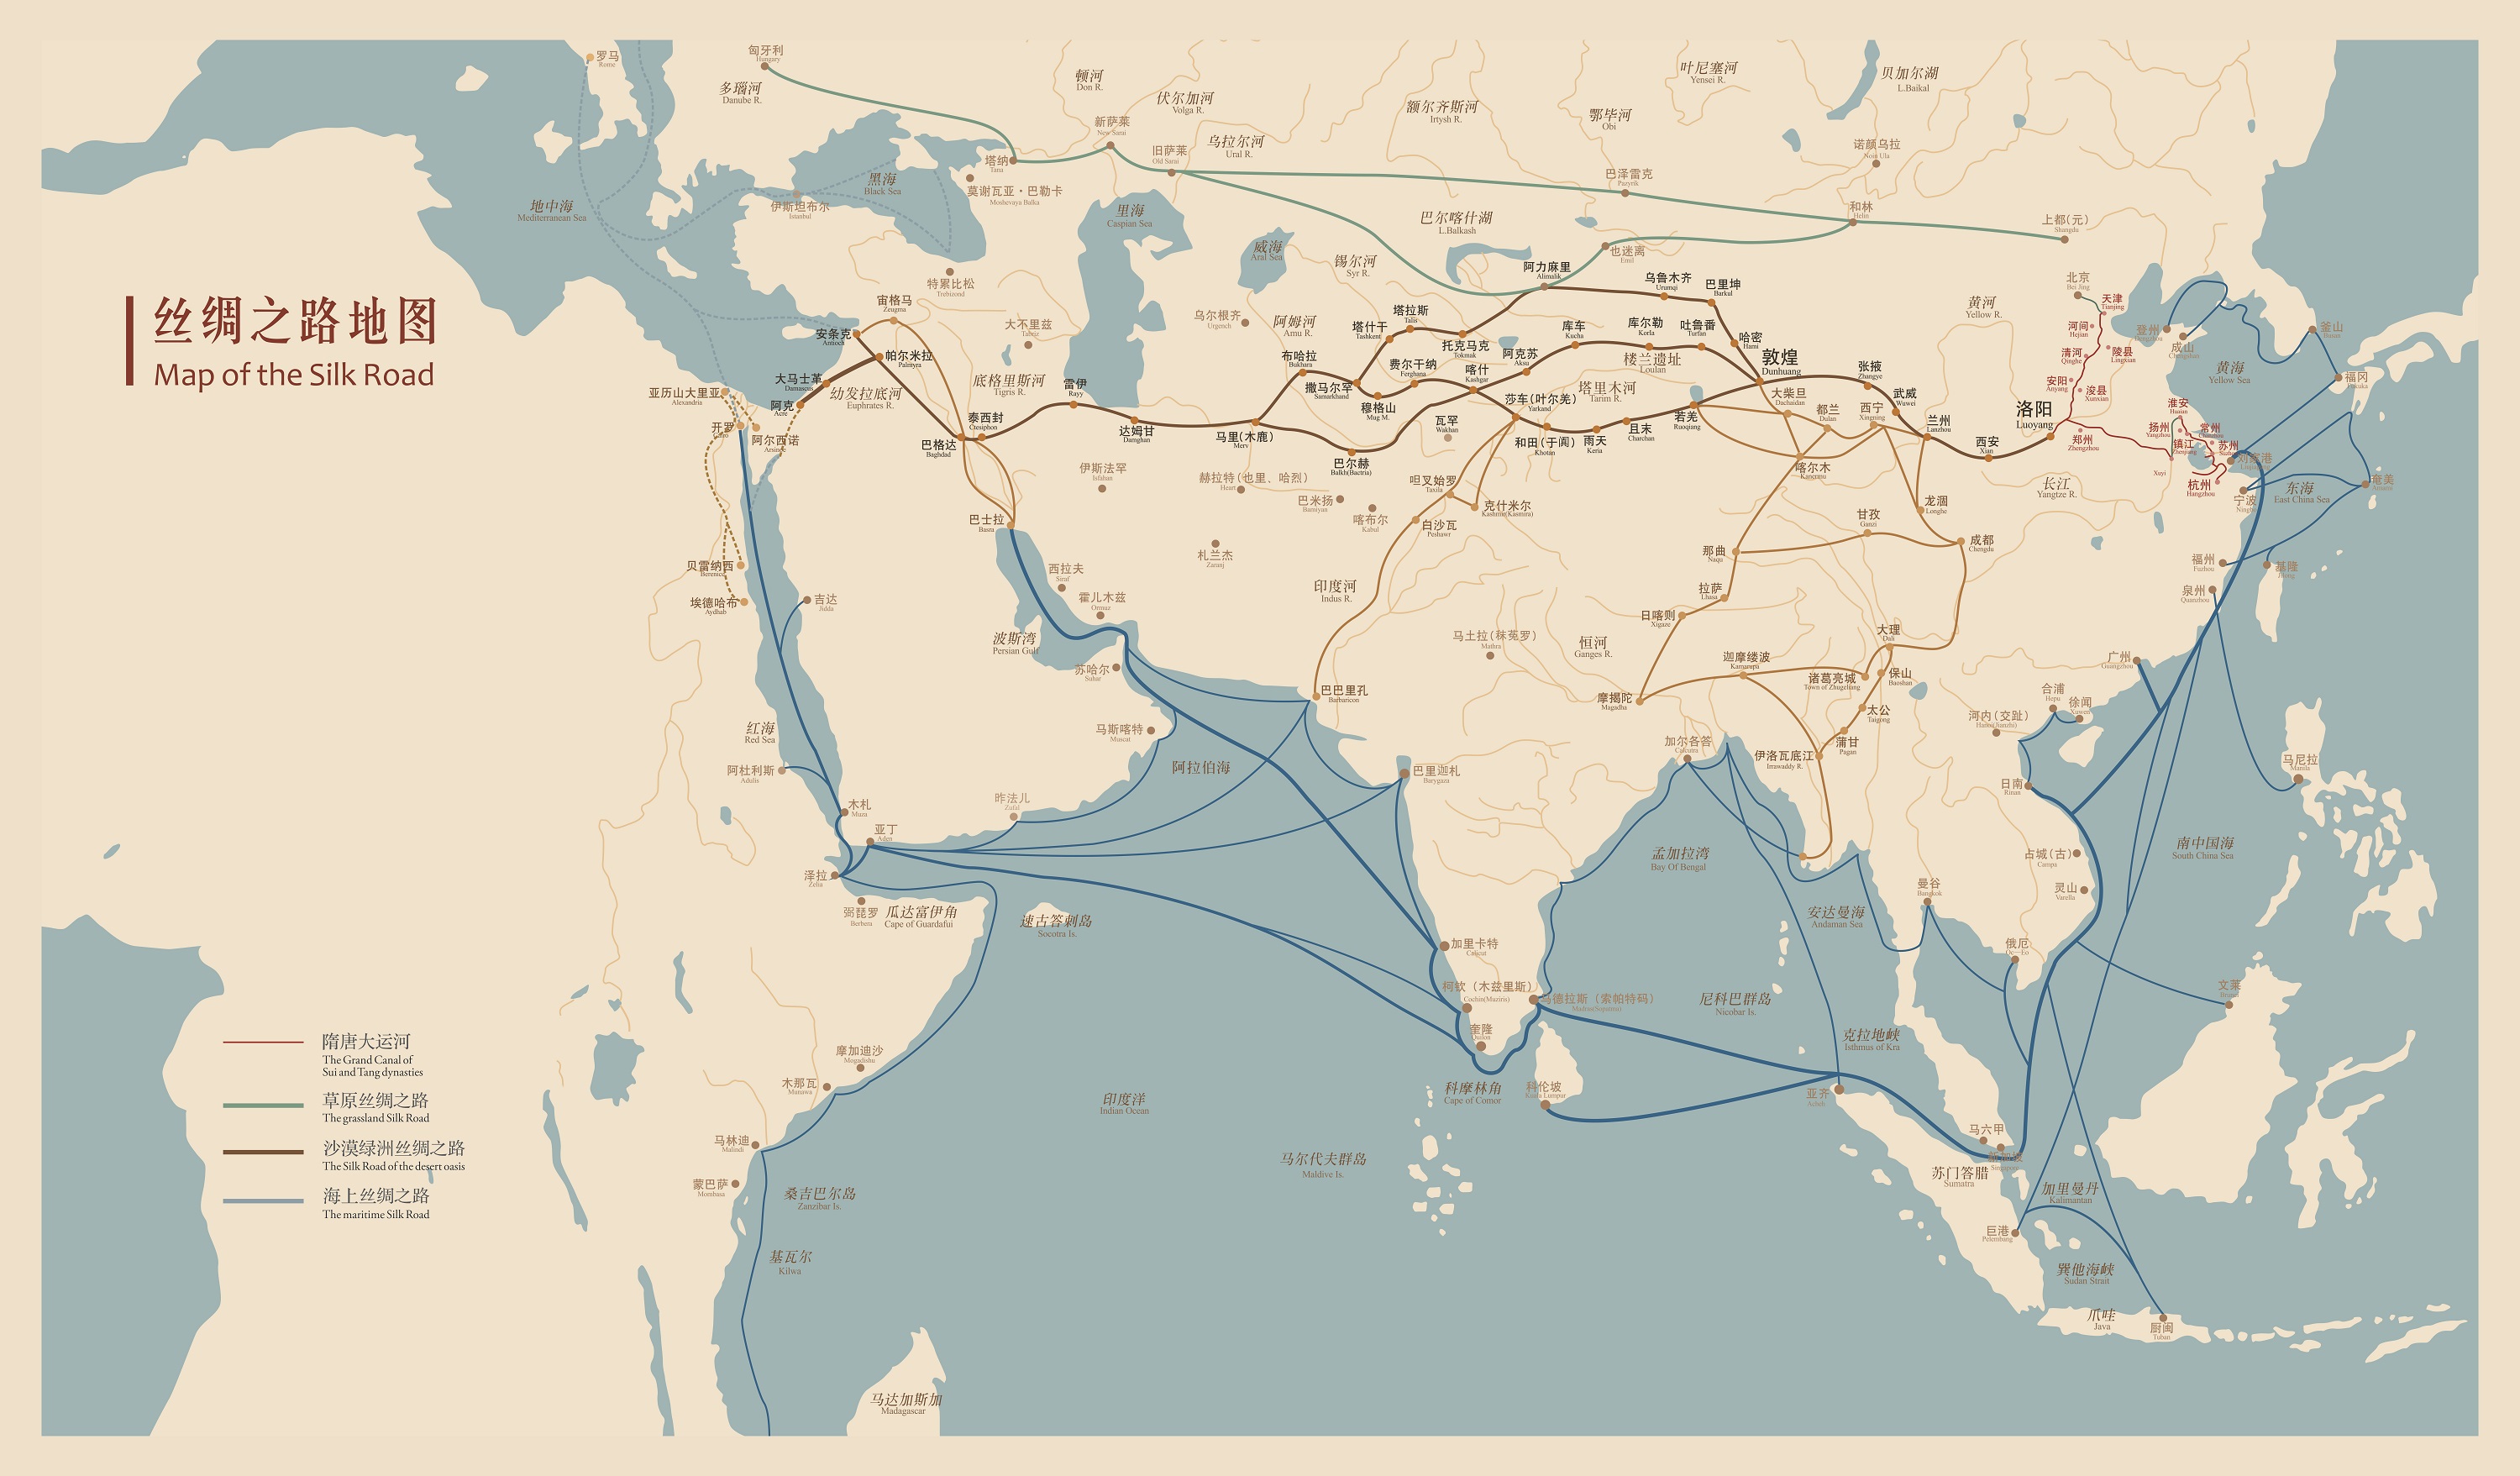 丝绸之路地图
Map of the Silk Road
罗马
Rome
匈牙利
Hungary
多瑙河
Danube R.
顿河
Don R.
伏尔加河
Volga R.
新萨莱
New Sarai
旧萨莱
Old Sarai
乌拉尔河
Ural R.
额尔齐斯河
Irtysh R.
鄂毕河
Obi
叶尼塞河
Yensei R.
贝加尔湖
L.Baikal
诺颜乌拉
Noin Ula
塔纳
Tana
莫谢瓦亚·巴勒卡
Moshevaya Balka
黑海
Black Sea
伊斯坦布尔
Istanbul
地中海
Mediterranean Sea
里海
Caspian Sea
巴泽雷克
Pazyrik
和林
Helin
上都(元)
Shangdu
巴尔喀什湖
L.Balkash
也迷离
Emil
咸海
Aral Sea
锡尔河
Syr R.
阿力麻里
Alimalik
乌鲁木齐
Urumqi
巴里坤
Barkul
特累比松
Trebizond
宙格马
Zeugma
大不里兹
Tabriz
乌尔根齐
Urgench
阿姆河
Amu R.
塔什干
Tashkent
塔拉斯
Talis
托克马克
Tokmak
库车
Kucha
库尔勒
Korla
吐鲁番
Turfan
哈密
Hami
敦煌
Dunhuang
黄河
Yellow R.
北京
Bei Jing
天津
Tianjing
河间
Hejian
清河
Qinghe
陵县
Lingxian
安阳
Anyang
浚县
Xunxian
登州
Dengzhou
成山
Chengshan
釜山
Busan
黄海
Yellow Sea
福冈
安条克
Antioch
帕尔米拉
Palmyra
大马士革
Damascus
阿克
Acre
亚历山大里亚
Alexandria
开罗
Cairo
阿尔西诺
Arsinoe
幼发拉底河
Euphrates R.
底格里斯河
Tigris R.
雷伊
Rayy
泰西封
Ctesiphon
巴格达
Baghdad
达姆甘
Damghan
布哈拉
Bukhara
撒马尔罕
Samarkhand
马里(木鹿)
Merv
穆格山
Mug M.
费尔干纳
Ferghana
喀什
Kashgar
阿克苏
Aksu
楼兰遗址
Loulan
塔里木河
Tarim R.
莎车(叶尔羌)
Yarkand
瓦罕
Wakhan
和田(于阗)
Khotan
雨天
Keria
且末
Charchan
若羌
Ruoqiang
大柴旦
Dachaidan
都兰
Dulan
西宁
Xingning
张掖
Zhangye
武威
Wuwei
兰州
Lanzhou
西安
Xian
洛阳
Luoyang
郑州
Zhengzhou
淮安
Huaian
扬州
Yangzhou
常州
Changzhou
镇江
Zhenjiang
苏州
Xuyi
杭州
Hangzhou
刘家港
宁波
Ningbo
东海
East China Sea
奄美
长江
Yangtze R.
巴尔赫
Balkh(Bactria)
伊斯法罕
Isfahan
赫拉特(也里、哈烈)
Heart
巴米扬
Bamiyan
喀布尔
Kabul
呾叉始罗
Taxila
克什米尔
Kashmir(Kasmira)
白沙瓦
Peshawr
喀尔木
龙涸
Longhe
甘孜
Ganzi
成都
Chengdu
那曲
Naqu
拉萨
Lhasa
日喀则
Xigaze
巴士拉
Basra
札兰杰
Zaranj
西拉夫
Siraf
霍儿木兹
Ormuz
贝雷纳西
Berenice
埃德哈布
Aydhab
吉达
Jidda
印度河
Indus R.
福州
Fuzhou
基隆
泉州
Quanzhou
波斯湾
Persian Gulf
苏哈尔
Suhar
马土拉(秣菟罗)
Mathra
恒河
Ganges R.
迦摩缕波
Kamarupa
大理
Dali
诸葛亮城
Town of Zhugeliang
保山
Baoshan
广州
Guangzhou
巴巴里孔
Barbaricon
摩揭陀
Magadha
太公
Taigong
合浦
Hepu
徐闻
Xuwen
河内(交趾)
红海
Red Sea
马斯喀特
Muscat
阿拉伯海
阿杜利斯
Adulis
加尔各答
伊洛瓦底江
Irrawaddy R.
蒲甘
Pagan
日南
Rinan
马尼拉
Manila
巴里迦札
Barygaza
木札
Muza
昨法儿
Zufal
亚丁
Aden
泽拉
Zeila
孟加拉湾
Bay Of Bengal
占城(古)
Campa
南中国海
South China Sea
曼谷
Bangkok
灵山
Varella
弼琵罗
Berbera
瓜达富伊角
Cape of Guardafui
速古答剌岛
Socotra Is.
安达曼海
Andaman Sea
加里卡特
Calicut
俄厄
Oc—Eo
柯钦（木兹里斯）
Cochin(Muziris)
马德拉斯（索帕特码）
尼科巴群岛
Nicobar Is.
文莱
Brunei
奎隆
Quilon
克拉地峡
Isthmus of Kra
摩加迪沙
Mogadishu
木那瓦
Munawa
印度洋
Indian Ocean
科摩林角
Cape of Comor
科伦坡
Koala Lumpur
亚齐
Acheh
马六甲
新加坡
Singapore
马林迪
Malindi
蒙巴萨
Mombasa
桑吉巴尔岛
Zanzibar Is.
马尔代夫群岛
Maldive Is.
苏门答腊
Sumatra
加里曼丹
Kalimantan
巨港
Pelembang
基瓦尔
Kilwa
巽他海峡
Sudan Strait
爪哇
Java
厨闽
Tuban
马达加斯加
Madagascar
隋唐大运河
The Grand Canal of
Sui and Tang dynasties
草原丝绸之路
The grassland Silk Road
沙漠绿洲丝绸之路
The Silk Road of the desert oasis
海上丝绸之路
The maritime Silk Road